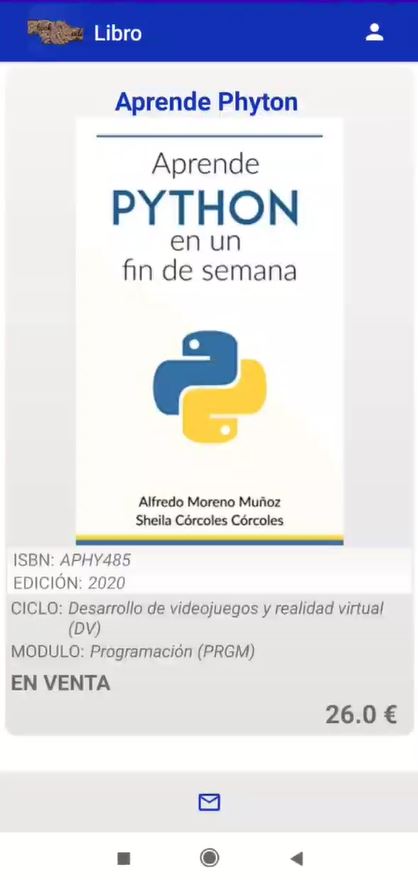 Libro
Aprende Phyton
Aprende
PYTHON
en un
fin de semana
Alfredo Moreno Muñoz
Sheila Córcoles Córcoles
ISBN: APHY485
EDICIÓN: 2020
CICLO: Desarrollo de videojuegos y realidad virtual
(DV)
MODULO: Programación (PRGM)
EN VENTA
26.0 €